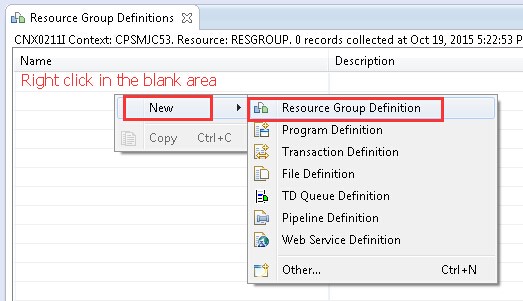 Resource Group Definitions
CNX0211I Context: CPSMJC53. Resource: RESGROUP. 0 records collected at Oct 19, 2015 5:22:53 P
Name Description
Right click in the blank area
New Resource Group Definition
Program Definition
Copy Ctrl+C Transaction Definition
File Definition
TD Queue Definition
Pipeline Definition
Web Service Definition
Other... Ctrl+N